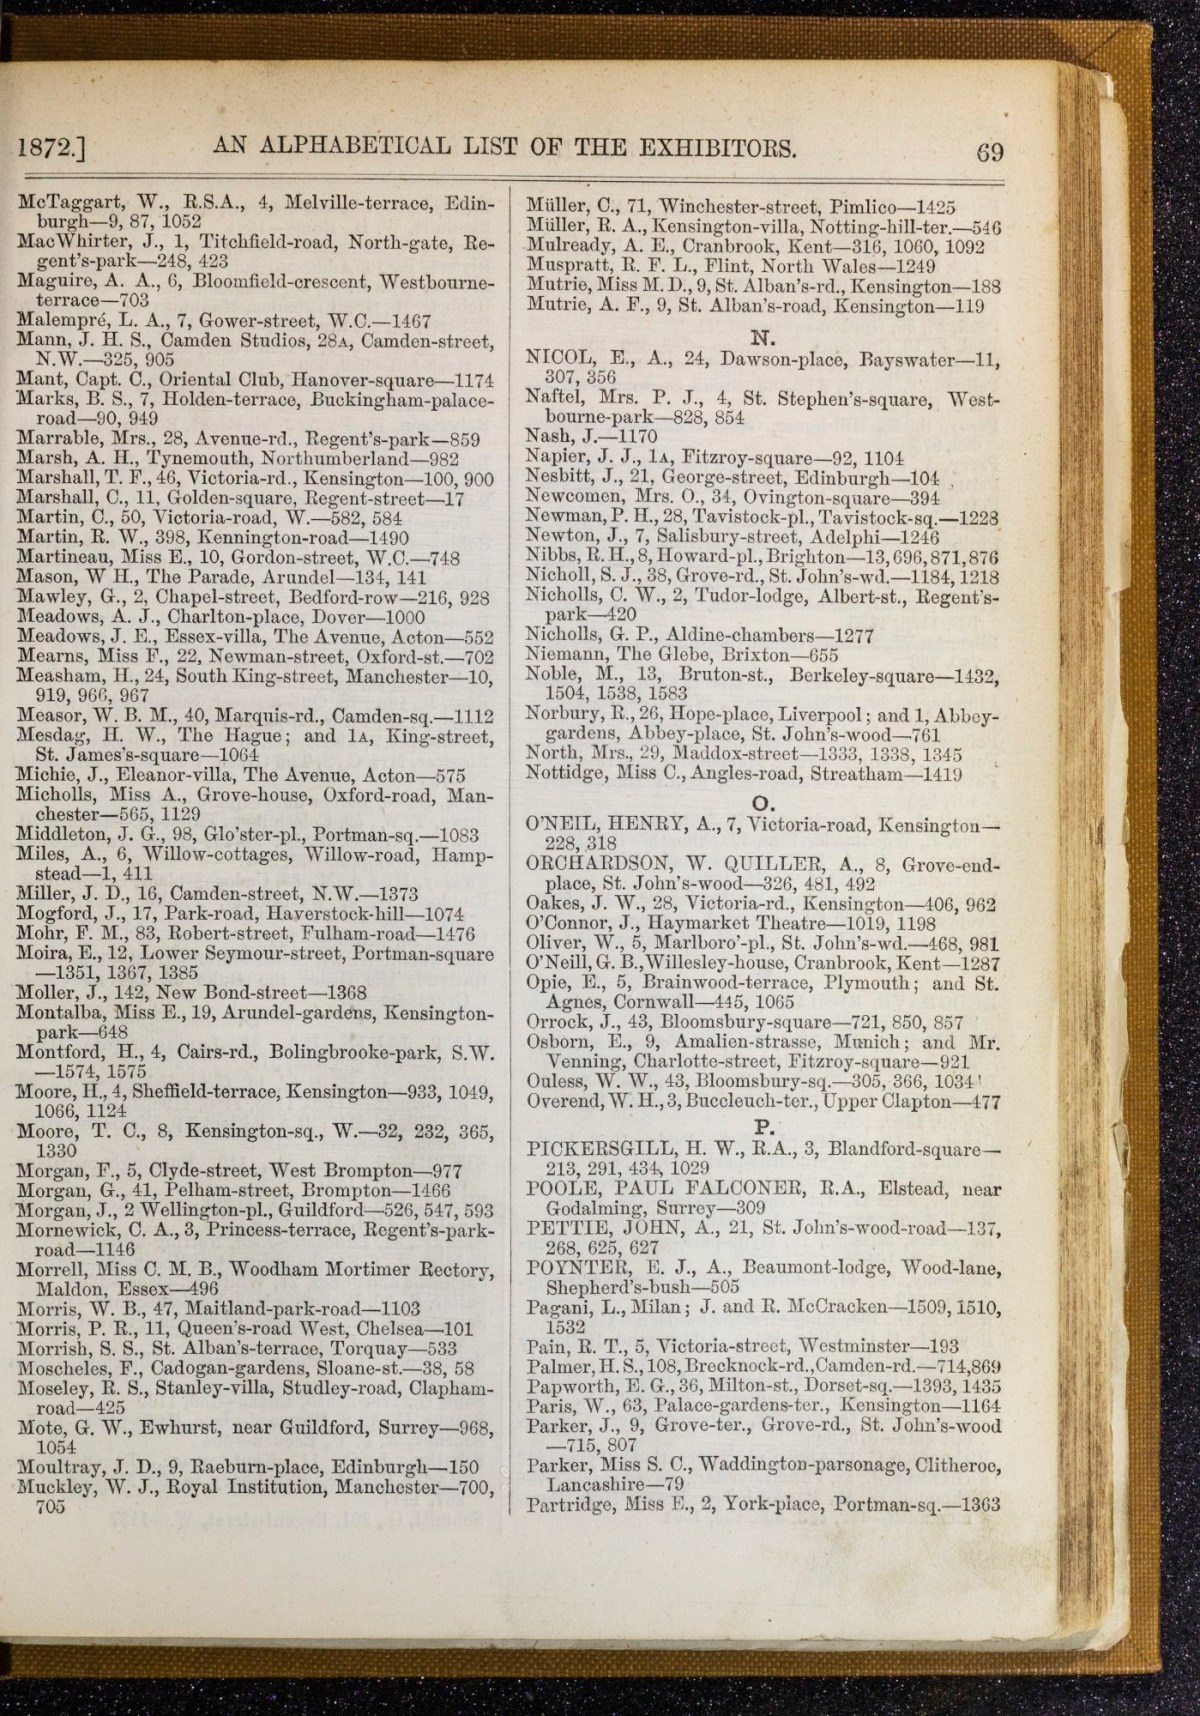 1872.] AN ALPHABETICAL LIST OF THE EXHIBITORS. 69
McTaggart, W., R.S.A., 4, Melville-terrace, Edin-
burgh—9, 87, 1052
MacWhirter, J., 1, Titchfield-road, North-gate, Re-
gent's-park—248, 423
Maguire, A. A., 6, Bloomfield-crescent, Westbourne-
terrace—703
Malempré, L. A., 7, Gower-street, W.C.—1467
Mann, J. H. S., Camden Studios, 28A, Camden-street,
N.W.—325, 905
Mant, Capt. C., Oriental Club, Hanover-square—1174
Marks, B. S., 7, Holden-terrace, Buckingham-palace-
road—90, 949
Marrable, Mrs., 28, Avenue-rd., Regent's-park—859
Marsh, A. H., Tynemouth, Northumberland—982
Marshall, T. F., 46, Victoria-rd., Kensington—100, 900
Marshall, C., 11, Golden-square, Regent-street—17
Martin, C., 50, Victoria-road, W.—582, 584
Martin, R. W., 398, Kennington-road—1490
Martineau, Miss E., 10, Gordon-street, W.C.—748
Mason, W H., The Parade, Arundel—134, 141
Mawley, G., 2, Chapel-street, Bedford-row—216, 928
Meadows, A. J., Charlton-place, Dover—1000
Meadows, J. E., Essex-villa, The Avenue, Acton—552
Mearns, Miss F., 22, Newman-street, Oxford-st.—702
Measham, H., 24, South King-street, Manchester—10,
919, 966, 967
Measor, W. B. M., 40, Marquis-rd., Camden-sq.—1112
Mesdag, H. W., The Hague; and 1A, King-street,
St. James's-square—1064
Michie, J., Eleanor-villa, The Avenue, Acton—575
Micholls, Miss A., Grove-house, Oxford-road, Man-
chester—565, 1129
Middleton, J. G., 98, Glo'ster-pl., Portman-sq.—1083
Miles, A., 6, Willow-cottages, Willow-road, Hamp-
stead—1, 411
Miller, J. D., 16, Camden-street, N.W.—1373
Mogford, J., 17, Park-road, Haverstock-hill—1074
Mohr, F. M., 83, Robert-street, Fulham-road—1476
Moira, E., 12, Lower Seymour-street, Portman-square
—1351, 1367, 1385
Moller, J., 142, New Bond-street—1368
Montalba, Miss E., 19, Arundel-gardens, Kensington-
park—648
Montford, H., 4, Cairs-rd., Bolingbrooke-park, S.W.
—1574, 1575
Moore, H., 4, Sheffield-terrace, Kensington—933, 1049,
1066, 1124
Moore, T. C., 8, Kensington-sq., W.—32, 232, 365,
1330
Morgan, F., 5, Clyde-street, West Brompton—977
Morgan, G., 41, Pelham-street, Brompton—1466
Morgan, J., 2 Wellington-pl., Guildford—526, 547, 593
Mornewick, C. A., 3, Princess-terrace, Regent's-park-
road—1146
Morrell, Miss C. M. B., Woodham Mortimer Rectory,
Maldon, Essex—496
Morris, W. B., 47, Maitland-park-road—1103
Morris, P. R., 11, Queen's-road West, Chelsea—101
Morrish, S. S., St. Alban's-terrace, Torquay—533
Moscheles, F., Cadogan-gardens, Sloane-st.—38, 58
Moseley, R. S., Stanley-villa, Studley-road, Clapham-
road—425
Mote, G. W., Ewhurst, near Guildford, Surrey—968,
1054
Moultray, J. D., 9, Raeburn-place, Edinburgh—150
Muckley, W. J., Royal Institution, Manchester—700,
705
Müller, C., 71, Winchester-street, Pimlico—1425
Müller, R. A., Kensington-villa, Notting-hill-ter.—546
Mulready, A. E., Cranbrook, Kent—316, 1060, 1092
Muspratt, R. F. L., Flint, North Wales—1249
Mutrie, Miss M. D., 9, St. Alban's-rd., Kensington—188
Mutrie, A. F., 9, St. Alban's-road, Kensington—119
N.
NICOL, E., A., 24, Dawson-place, Bayswater—11,
307, 356
Naftel, Mrs. P. J., 4, St. Stephen's-square, West-
bourne-park—828, 854
Nash, J.—1170
Napier, J. J., 1A, Fitzroy-square—92, 1104
Nesbitt, J., 21, George-street, Edinburgh—104
Newcomen, Mrs. O., 34, Ovington-square—394
Newman, P. H., 28, Tavistock-pl., Tavistock-sq.—1228
Newton, J., 7, Salisbury-street, Adelphi—1246
Nibbs, R. H., 8, Howard-pl., Brighton—13, 696, 871, 876
Nicholl, S. J., 38, Grove-rd., St. John's-wd.—1184, 1218
Nicholls, C. W., 2, Tudor-lodge, Albert-st., Regent's-
park—420
Nicholls, G. P., Aldine-chambers—1277
Niemann, The Glebe, Brixton—655
Noble, M., 13, Bruton-st., Berkeley-square—1432,
1504, 1538, 1583
Norbury, R., 26, Hope-place, Liverpool; and 1, Abbey-
gardens, Abbey-place, St. John's-wood—761
North, Mrs., 29, Maddox-street—1333, 1338, 1345
Nottidge, Miss C., Angles-road, Streatham—1419
O.
O'NEIL, HENRY, A., 7, Victoria-road, Kensington—
228, 318
ORCHARDSON, W. QUILLER, A., 8, Grove-end-
place, St. John's-wood—326, 481, 492
Oakes, J. W., 28, Victoria-rd., Kensington—406, 962
O'Connor, J., Haymarket Theatre—1019, 1198
Oliver, W., 5, Marlboro'-pl., St. John's-wd.—468, 981
O'Neill, G. B., Willesley-house, Cranbrook, Kent—1287
Opie, E., 5, Brainwood-terrace, Plymouth; and St.
Agnes, Cornwall—445, 1065
Orrock, J., 43, Bloomsbury-square—721, 850, 857
Osborn, E., 9, Amalien-strasse, Munich; and Mr.
Venning, Charlotte-street, Fitzroy-square—921
Ouless, W. W., 43, Bloomsbury-sq.—305, 366, 1034
Overend, W. H., 3, Buccleuch-ter., Upper Clapton—477
P.
PICKERSGILL, H. W., R.A., 3, Blandford-square—
213, 291, 434, 1029
POOLE, PAUL FALCONER, R.A., Elstead, near
Godalming, Surrey—309
PETTIE, JOHN, A., 21, St. John's-wood-road—137,
268, 625, 627
POYNTER, E. J., A., Beaumont-lodge, Wood-lane,
Shepherd's-bush—505
Pagani, L., Milan; J. and R. McCracken—1509, 1510,
1532
Pain, R. T., 5, Victoria-street, Westminster—193
Palmer, H. S., 108, Brecknock-rd., Camden-rd.—714, 869
Papworth, E. G., 36, Milton-st., Dorset-sq.—1393, 1435
Paris, W., 63, Palace-gardens-ter., Kensington—1164
Parker, J., 9, Grove-ter., Grove-rd., St. John's-wood
—715, 807
Parker, Miss S. C., Waddington-parsonage, Clitheroe,
Lancashire—79
Partridge, Miss E., 2, York-place, Portman-sq.—1363